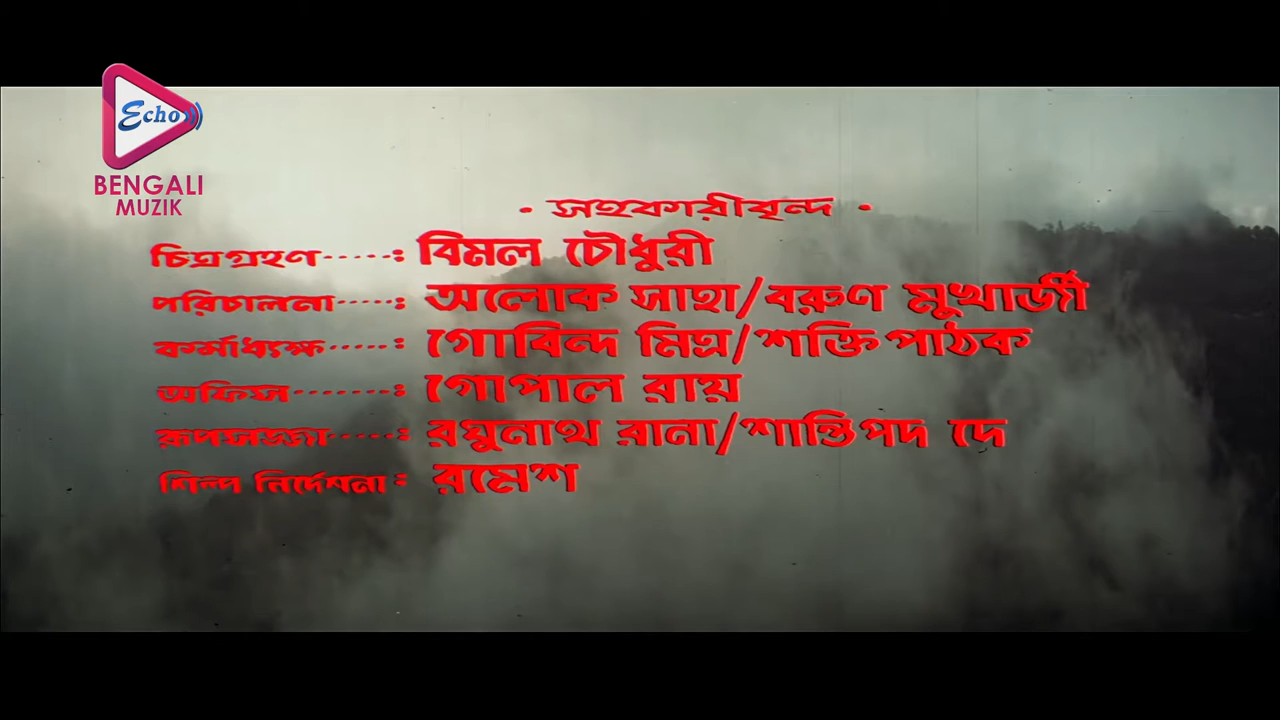 Echo
BENGALI
MUZIK
• সহকারীবৃন্দ •
চিত্রগ্রহণ·····: বিমল চৌধুরী
পরিচালনা·····: অলোক সাহা/বরুণ মুখার্জী
কর্মাধ্যক্ষ·····: গোবিন্দ মিত্র/শক্তি পাঠক
অফিস········: গোপাল রায়
রূপসজ্জা·····: রঘুনাথ রানা/শান্তিপদ দে
শিল্প নির্দেশনা: রমেশ